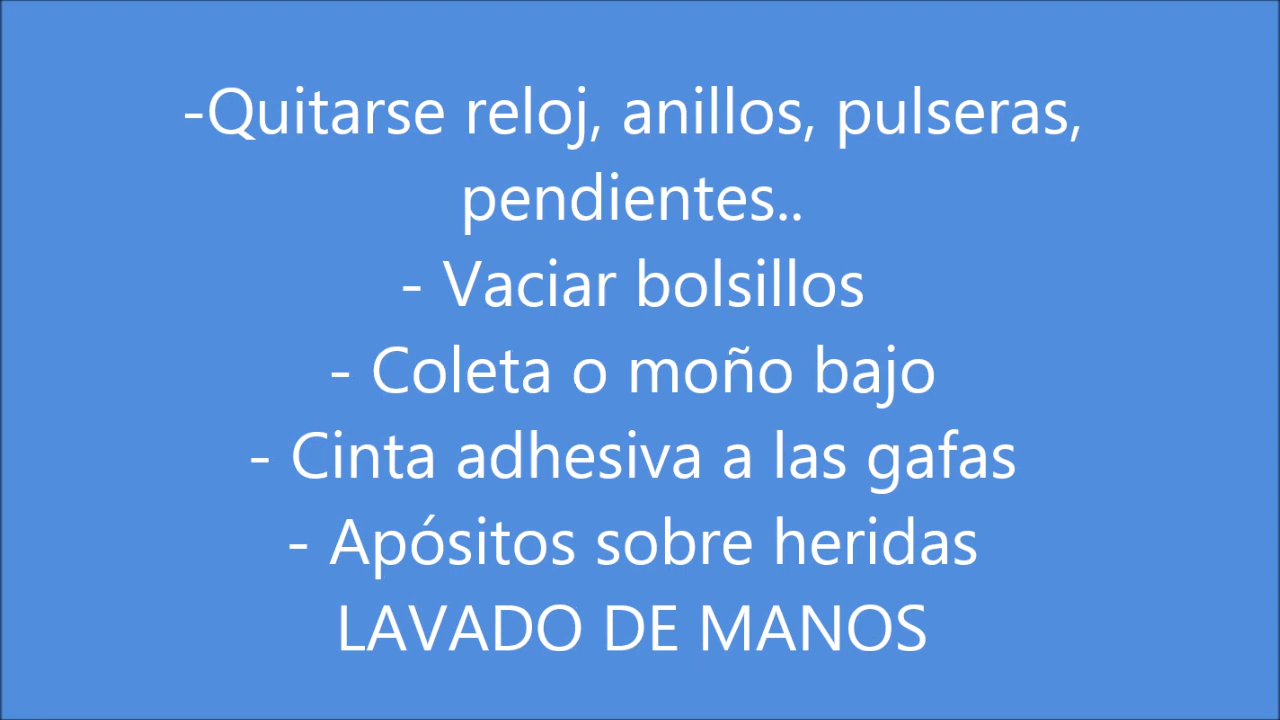 -Quitarse reloj, anillos, pulseras,
pendientes..
- Vaciar bolsillos
- Coleta o moño bajo
- Cinta adhesiva a las gafas
- Apósitos sobre heridas
LAVADO DE MANOS